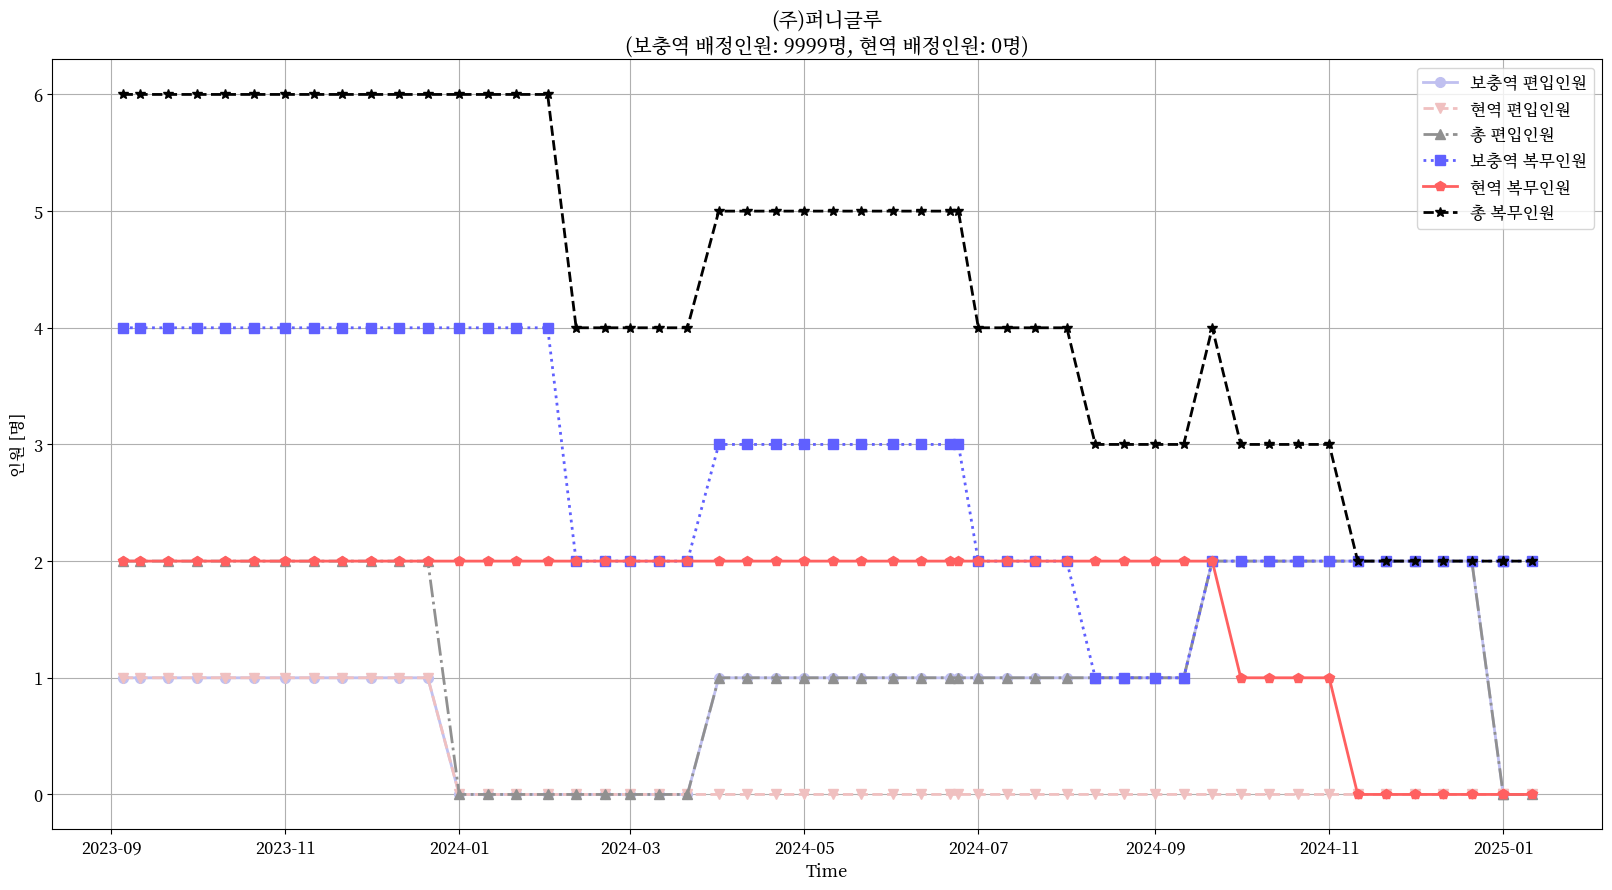 (주)퍼니글루
(보충역 배정인원: 9999명, 현역 배정인원: 0명)
보충역 편입인원
현역 편입인원
총 편입인원
보충역 복무인원
현역 복무인원
총 복무인원
인원 [명]
6
5
4
3
2
1
0
2023-09
2023-11
2024-01
2024-03
2024-05
2024-07
2024-09
2024-11
2025-01
Time